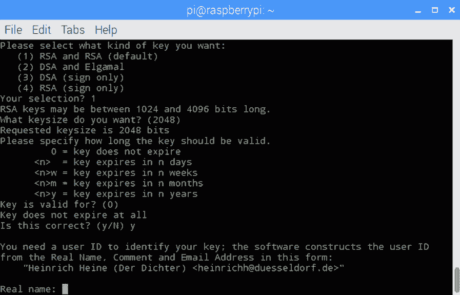 pi@raspberrypi: ~
File Edit Tabs Help
Please select what kind of key you want:
(1) RSA and RSA (default)
(2) DSA and Elgamal
(3) DSA (sign only)
(4) RSA (sign only)
Your selection? 1
RSA keys may be between 1024 and 4096 bits long.
What keysize do you want? (2048)
Requested keysize is 2048 bits
Please specify how long the key should be valid.
0 = key does not expire
<n> = key expires in n days
<n>w = key expires in n weeks
<n>m = key expires in n months
<n>y = key expires in n years
Key is valid for? (0)
Key does not expire at all
Is this correct? (y/N) y
You need a user ID to identify your key; the software constructs the user ID
from the Real Name, Comment and Email Address in this form:
"Heinrich Heine (Der Dichter) <heinrichh@duesseldorf.de>"
Real name: